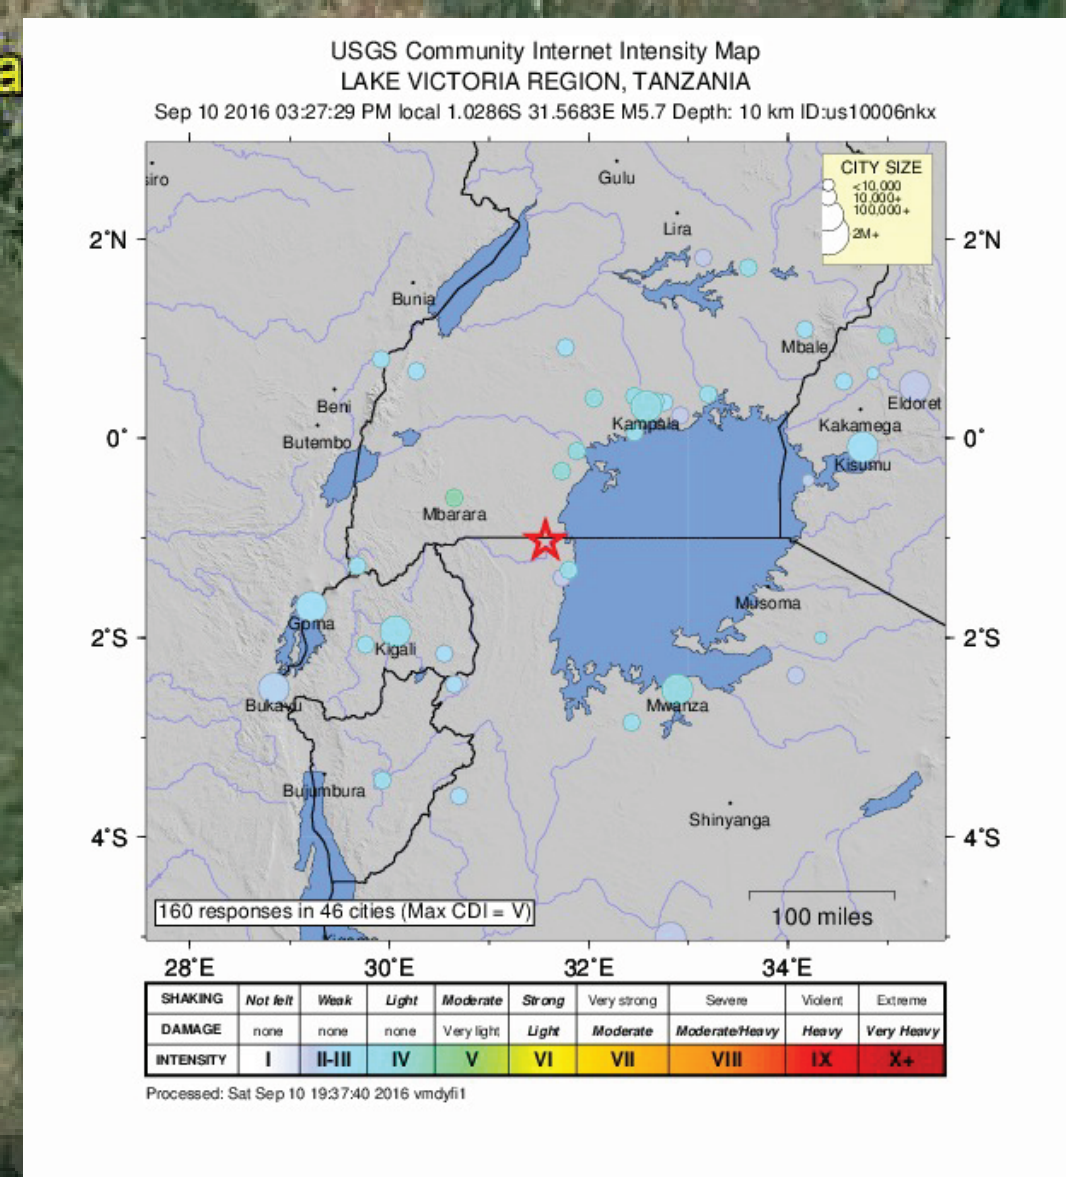 a
USGS Community Internet Intensity Map
LAKE VICTORIA REGION, TANZANIA
Sep 10 2016 03:27:29 PM local 1.0286S 31.5683E M5.7 Depth: 10 km ID:us10006nkx
CITY SIZE
<10,000
10,000+
100,000+
2M+
siro
Gulu
Lira
2˚N
2˚N
Bunia
Mbale
Beni
Eldoret
Butembo
Kampala
Kakamega
0˚
0˚
Kisumu
Mbarara
Musoma
Goma
Kigali
2˚S
2˚S
Bukavu
Mwanza
Bujumbura
Shinyanga
4˚S
4˚S
160 responses in 46 cities (Max CDI = V)
100 miles
28˚E 30˚E 32˚E 34˚E
SHAKING Not felt Weak Light Moderate Strong Very strong Severe Violent Extreme
DAMAGE none none none Very light Light Moderate Moderate/Heavy Heavy Very Heavy
INTENSITY I II-III IV V VI VII VIII IX X+
Processed: Sat Sep 10 19:37:40 2016 vmdyfi1